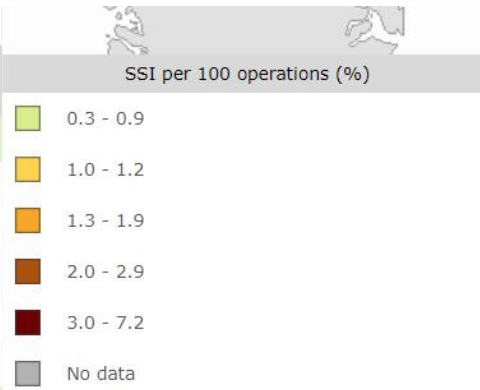 SSI per 100 operations (%)
0.3 - 0.9
1.0 - 1.2
1.3 - 1.9
2.0 - 2.9
3.0 - 7.2
No data